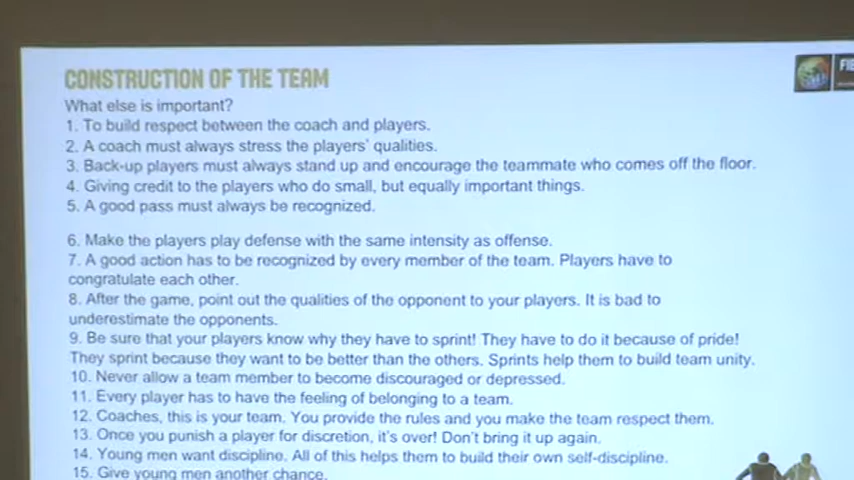 CONSTRUCTION OF THE TEAM
What else is important?
1. To build respect between the coach and players.
2. A coach must always stress the players' qualities.
3. Back-up players must always stand up and encourage the teammate who comes off the floor.
4. Giving credit to the players who do small, but equally important things.
5. A good pass must always be recognized.
6. Make the players play defense with the same intensity as offense.
7. A good action has to be recognized by every member of the team. Players have to
congratulate each other.
8. After the game, point out the qualities of the opponent to your players. It is bad to
underestimate the opponents.
9. Be sure that your players know why they have to sprint! They have to do it because of pride!
They sprint because they want to be better than the others. Sprints help them to build team unity.
10. Never allow a team member to become discouraged or depressed.
11. Every player has to have the feeling of belonging to a team.
12. Coaches, this is your team. You provide the rules and you make the team respect them.
13. Once you punish a player for discretion, it's over! Don't bring it up again.
14. Young men want discipline. All of this helps them to build their own self-discipline.
15. Give young men another chance.